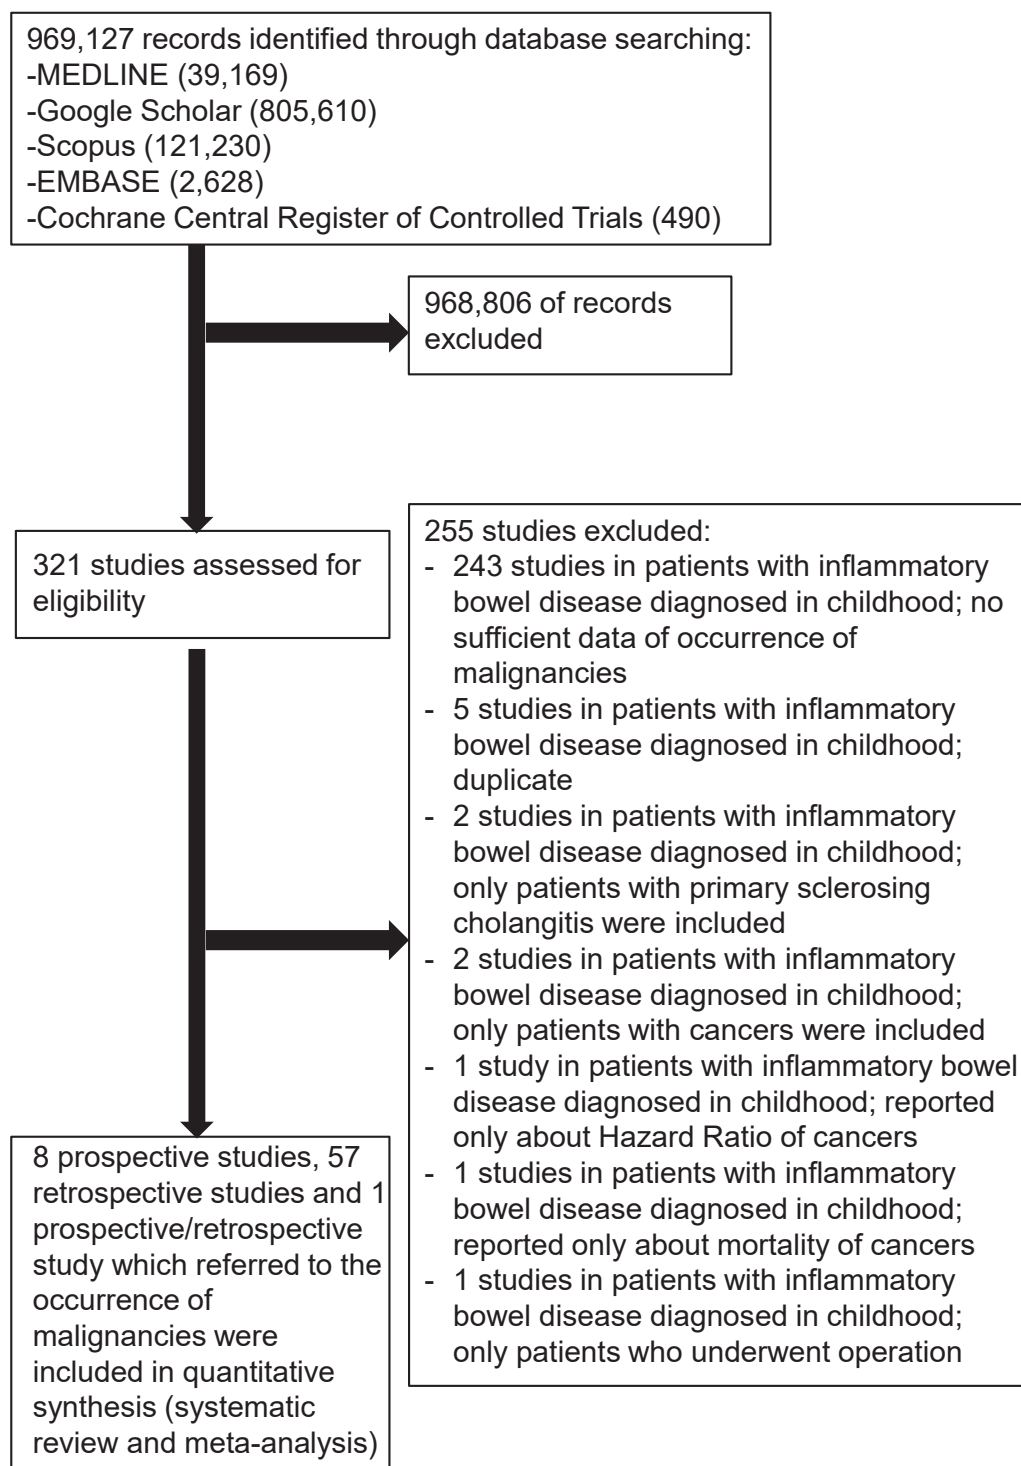 969,127 records identified through database searching:
-MEDLINE (39,169)
-Google Scholar (805,610)
-Scopus (121,230)
-EMBASE (2,628)
-Cochrane Central Register of Controlled Trials (490)
968,806 of records
excluded
321 studies assessed for
eligibility
255 studies excluded:
- 243 studies in patients with inflammatory
bowel disease diagnosed in childhood; no
sufficient data of occurrence of
malignancies
- 5 studies in patients with inflammatory
bowel disease diagnosed in childhood;
duplicate
- 2 studies in patients with inflammatory
bowel disease diagnosed in childhood;
only patients with primary sclerosing
cholangitis were included
- 2 studies in patients with inflammatory
bowel disease diagnosed in childhood;
only patients with cancers were included
- 1 study in patients with inflammatory bowel
disease diagnosed in childhood; reported
only about Hazard Ratio of cancers
- 1 studies in patients with inflammatory
bowel disease diagnosed in childhood;
reported only about mortality of cancers
- 1 studies in patients with inflammatory
bowel disease diagnosed in childhood;
only patients who underwent operation
8 prospective studies, 57
retrospective studies and 1
prospective/retrospective
study which referred to the
occurrence of
malignancies were
included in quantitative
synthesis (systematic
review and meta-analysis)